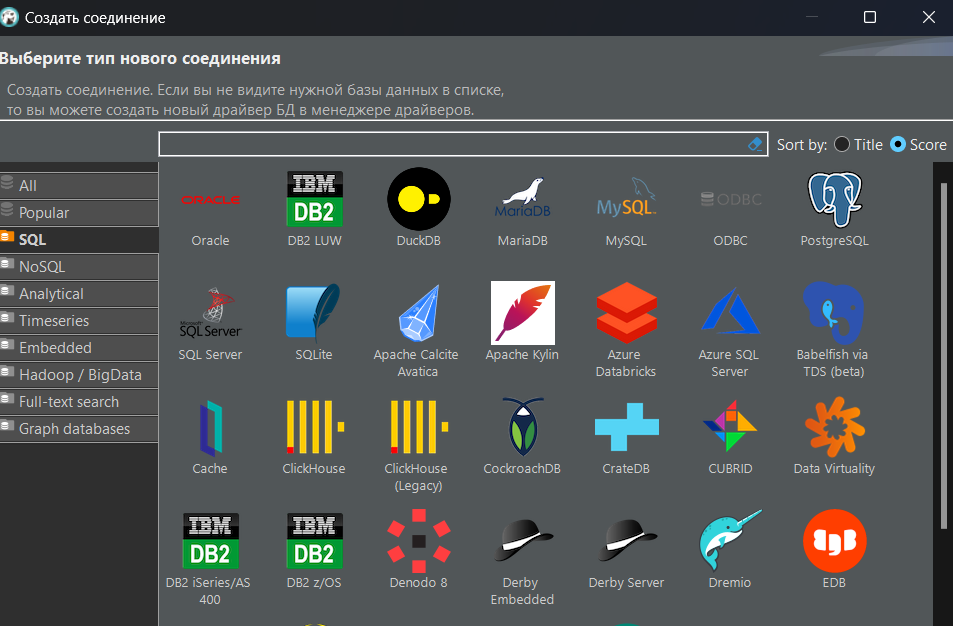 Создать соединение
Выберите тип нового соединения
Создать соединение. Если вы не видите нужной базы данных в списке,
то вы можете создать новый драйвер БД в менеджере драйверов.
Sort by: Title Score
All
Popular
SQL
NoSQL
Analytical
Timeseries
Embedded
Hadoop / BigData
Full-text search
Graph databases
ORACLE
IBM
DB2
MariaDB
MySQL
ODBC
Oracle
DB2 LUW
DuckDB
MariaDB
MySQL
ODBC
PostgreSQL
Microsoft
SQL Server
SQL Server
SQLite
Apache Calcite
Avatica
Apache Kylin
Azure
Databricks
Azure SQL
Server
Babelfish via
TDS (beta)
Cache
ClickHouse
ClickHouse
(Legacy)
CockroachDB
CrateDB
CUBRID
Data Virtuality
IBM
DB2
IBM
DB2
EDB
DB2 iSeries/AS
400
DB2 z/OS
Denodo 8
Derby
Embedded
Derby Server
Dremio
EDB